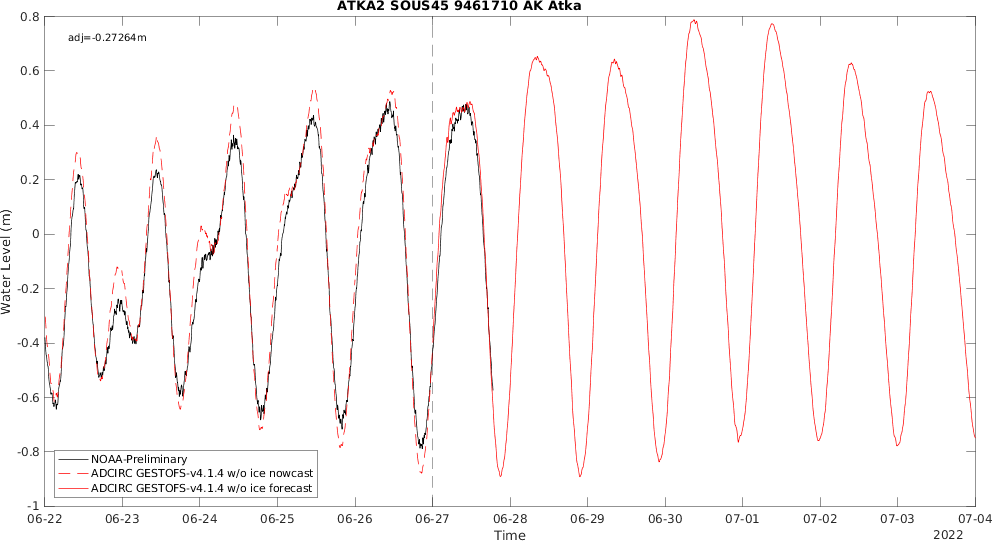 ATKA2 SOUS45 9461710 AK Atka
adj=-0.27264m
0.8
0.6
0.4
0.2
0
-0.2
-0.4
-0.6
-0.8
-1
Water Level (m)
NOAA-Preliminary
ADCIRC GESTOFS-v4.1.4 w/o ice nowcast
ADCIRC GESTOFS-v4.1.4 w/o ice forecast
06-22 06-23 06-24 06-25 06-26 06-27 06-28 06-29 06-30 07-01 07-02 07-03 07-04
Time
2022